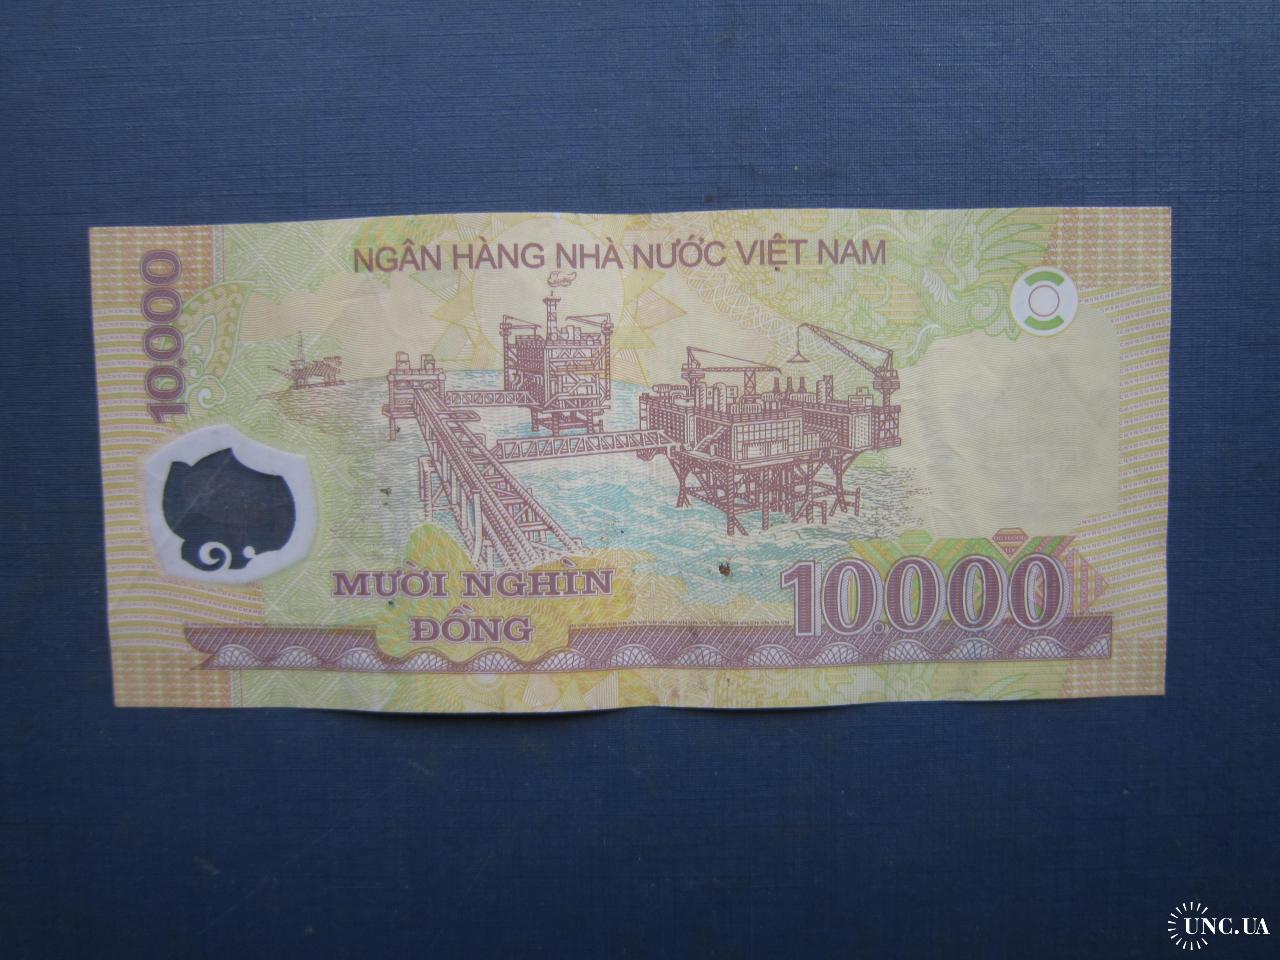 NGÂN HÀNG NHÀ NƯỚC VIỆT NAM
10.000
MƯỜI NGHÌN
ĐỒNG
10.000
UNC.UA